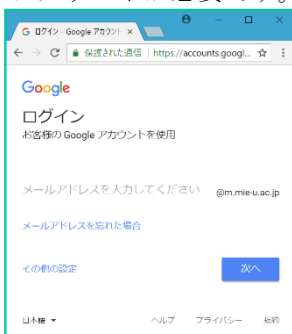 G ログイン - Google アカウント ×
保護された通信 | https://accounts.googl...
Google
ログイン
お客様の Google アカウントを使用
メールアドレスを入力してください @m.mie-u.ac.jp
メールアドレスを忘れた場合
その他の設定 次へ
日本語 ヘルプ プライバシー 規約